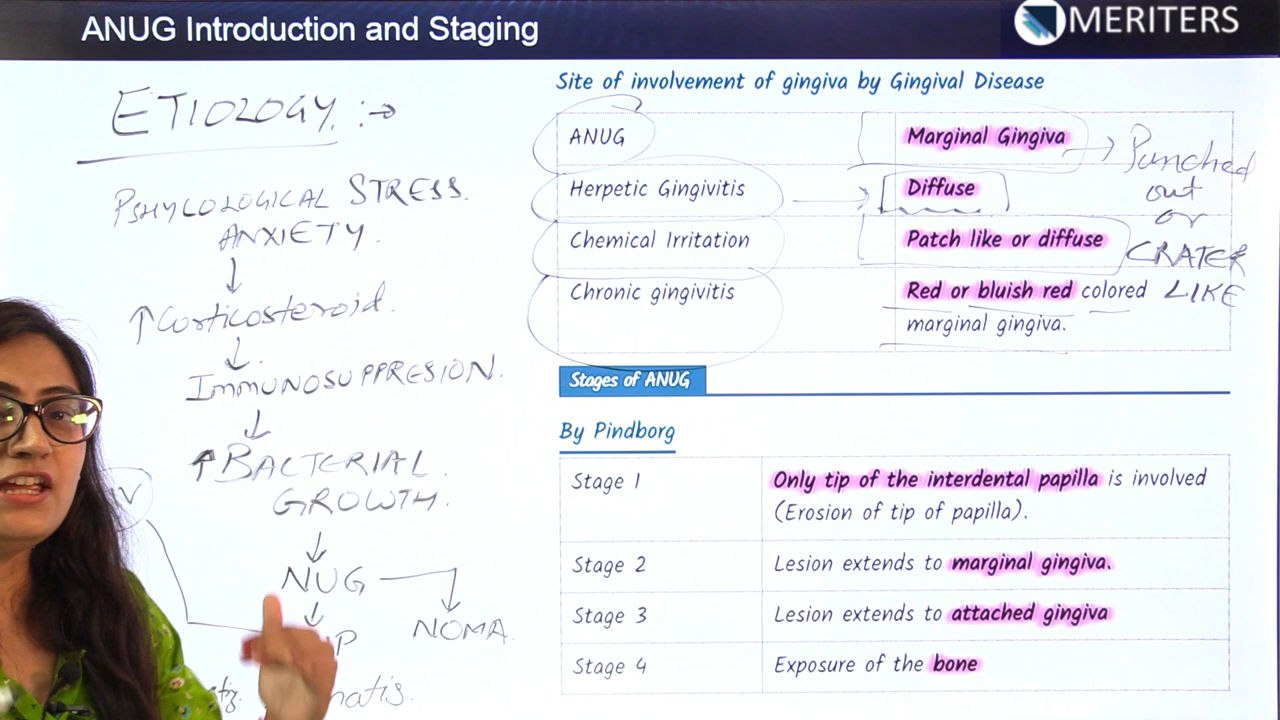 ANUG Introduction and Staging
MERITERS
ETIOLOGY :→
PSHYCOLOGICAL STRESS.
ANXIETY.
↓
↑ Corticosteroid.
↓
ImmUNOSUPPRESION.
↓
↑ BACTERIAL
GROWTH.
↓
NUG
↓
NOMA.
V
Site of involvement of gingiva by Gingival Disease
ANUG Marginal Gingiva → Punched
out
or
CRATER
LIKE
Herpetic Gingivitis → Diffuse
Chemical Irritation Patch like or diffuse
Chronic gingivitis Red or bluish red colored
marginal gingiva.
Stages of ANUG
By Pindborg
Stage 1 Only tip of the interdental papilla is involved
(Erosion of tip of papilla).
Stage 2 Lesion extends to marginal gingiva.
Stage 3 Lesion extends to attached gingiva
Stage 4 Exposure of the bone